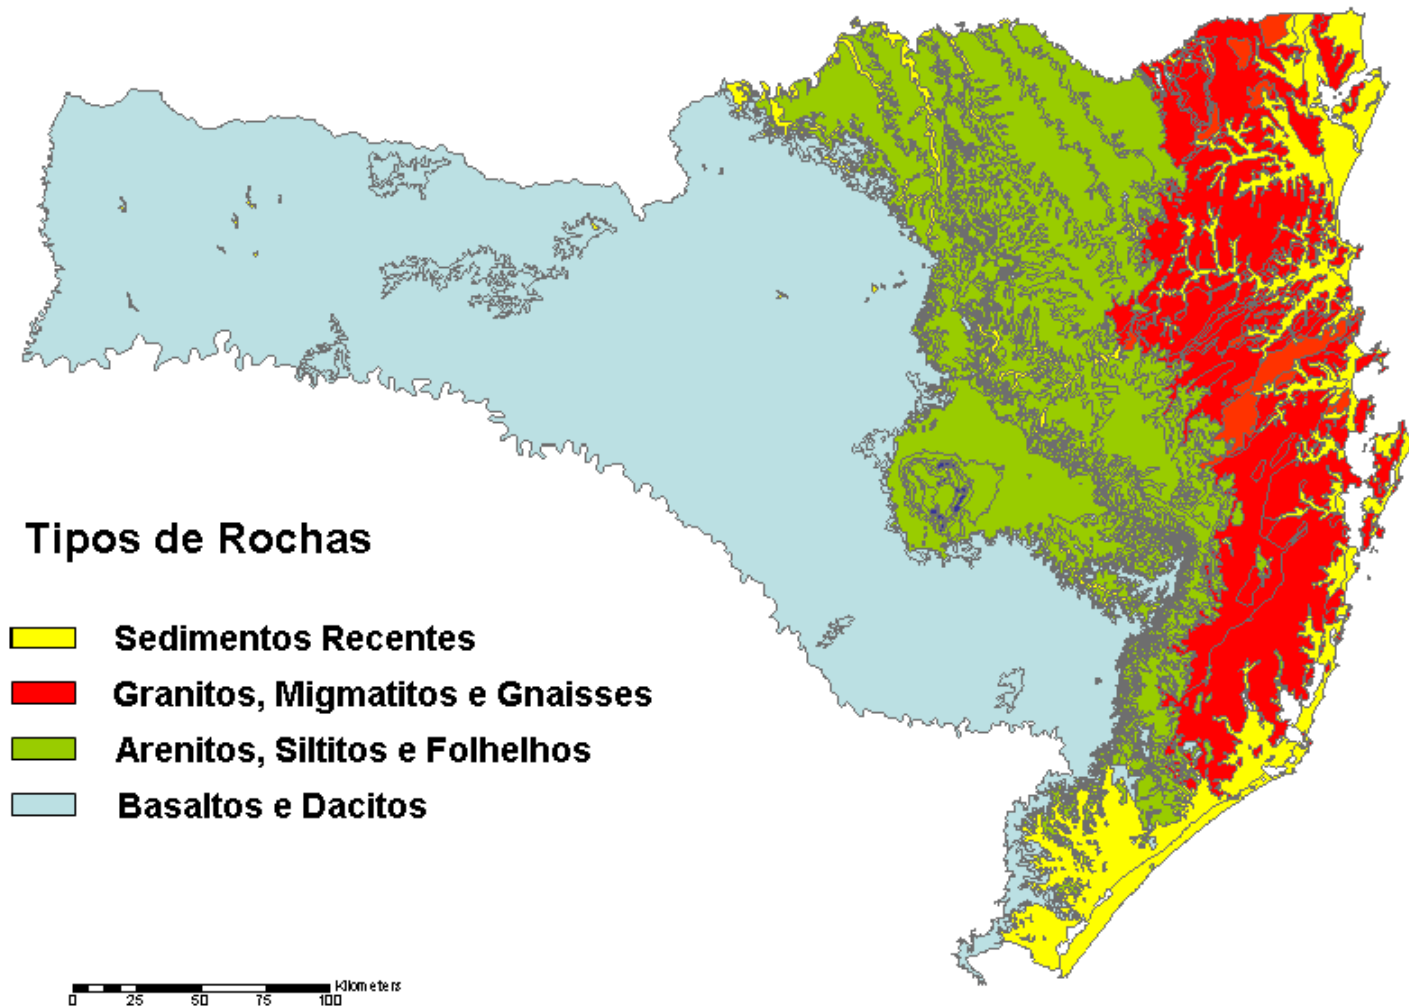 Tipos de Rochas
Sedimentos Recentes
Granitos, Migmatitos e Gnaisses
Arenitos, Siltitos e Folhelhos
Basaltos e Dacitos
Kilometers
0 25 50 75 100